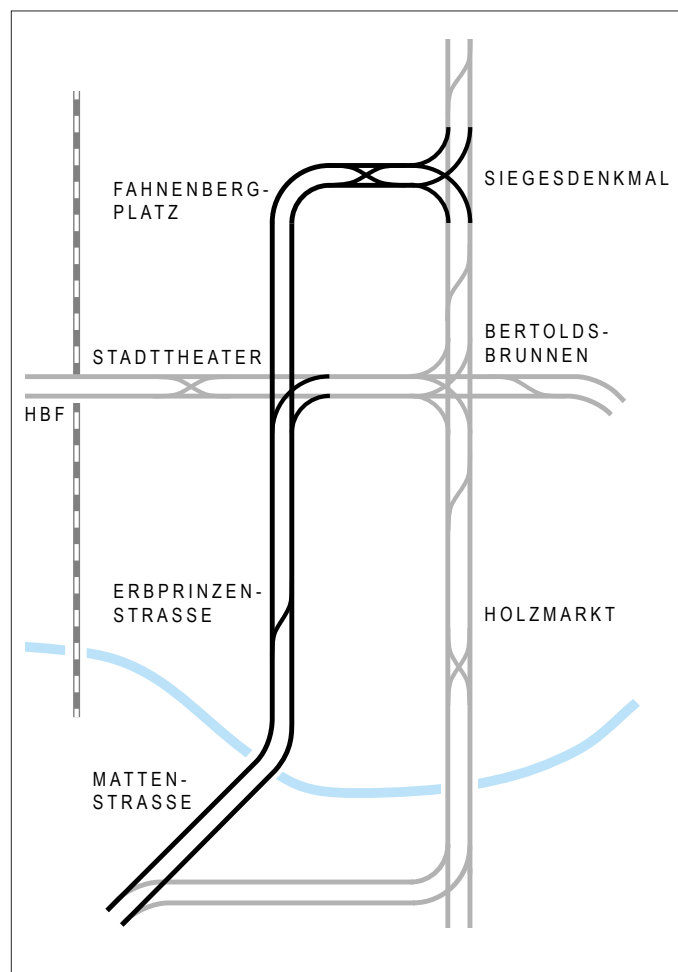 FAHNENBERG-
PLATZ
SIEGESDENKMAL
STADTTHEATER
BERTOLDS-
BRUNNEN
HBF
ERBPRINZEN-
STRASSE
HOLZMARKT
MATTEN-
STRASSE